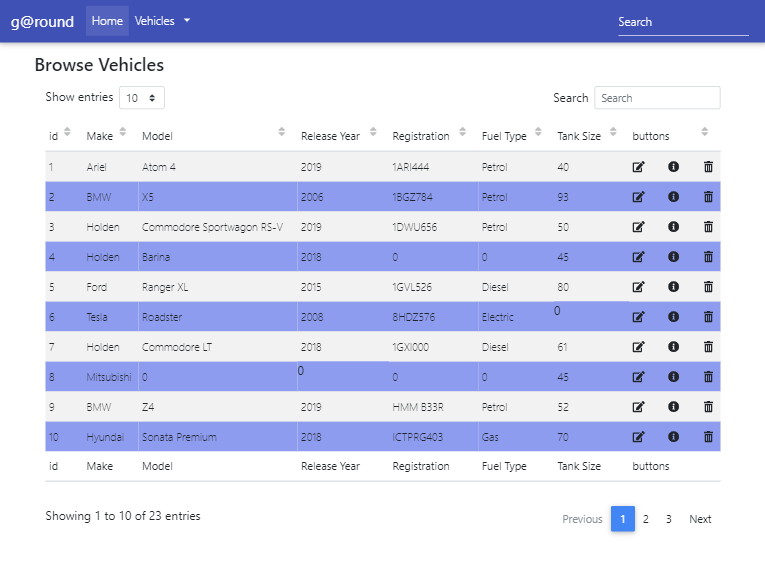 g@round Home Vehicles Search
Browse Vehicles
Show entries 10 Search Search
id Make Model Release Year Registration Fuel Type Tank Size buttons
1 Ariel Atom 4 2019 1ARI444 Petrol 40
2 BMW X5 2006 1BGZ784 Petrol 93
3 Holden Commodore Sportwagon RS-V 2019 1DWU656 Petrol 50
4 Holden Barina 2018 0 0 45
5 Ford Ranger XL 2015 1GVL526 Diesel 80
6 Tesla Roadster 2008 8HDZ576 Electric 0
7 Holden Commodore LT 2018 1GXI000 Diesel 61
8 Mitsubishi 0 0 0 0 45
9 BMW Z4 2019 HMM B33R Petrol 52
10 Hyundai Sonata Premium 2018 ICTPRG403 Gas 70
id Make Model Release Year Registration Fuel Type Tank Size buttons
Showing 1 to 10 of 23 entries Previous 1 2 3 Next